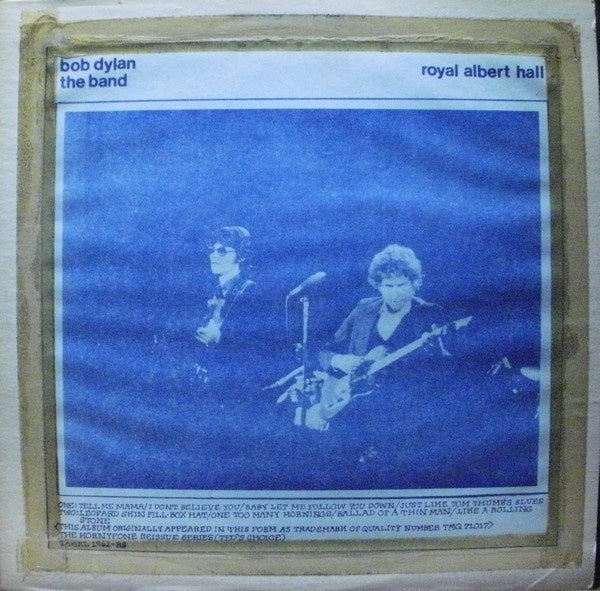 bob dylan
the band
royal albert hall
ONE: TELL ME MAMA/I DON'T BELIEVE YOU/BABY LET ME FOLLOW YOU DOWN/JUST LIKE TOM THUMB'S BLUES
TWO: LEOPARD SKIN PILL-BOX HAT/ONE TOO MANY MORNINGS/BALLAD OF A THIN MAN/LIKE A ROLLING
STONE
(THIS ALBUM ORIGINALLY APPEARED IN THIS FORM AS TRADEMARK OF QUALITY NUMBER TMQ 71017)
THE HORNYFONE REISSUE SERIES (TED'S CHOICE)